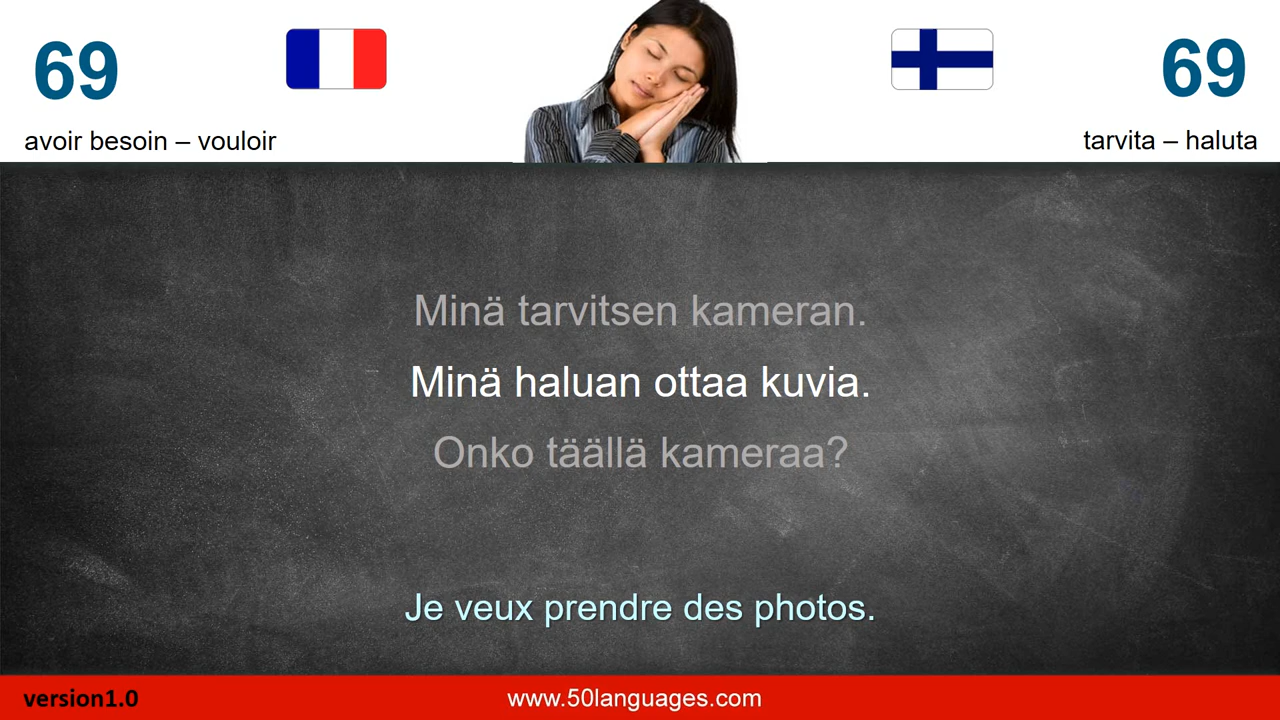 69
69
avoir besoin – vouloir
tarvita – haluta
Minä tarvitsen kameran.
Minä haluan ottaa kuvia.
Onko täällä kameraa?
Je veux prendre des photos.
version1.0
www.50languages.com